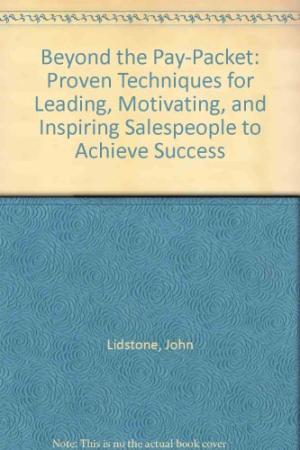 Beyond the Pay-Packet:
Proven Techniques for
Leading, Motivating, and
Inspiring Salespeople to
Achieve Success
Lidstone, John
Note: This is no the actual book cover